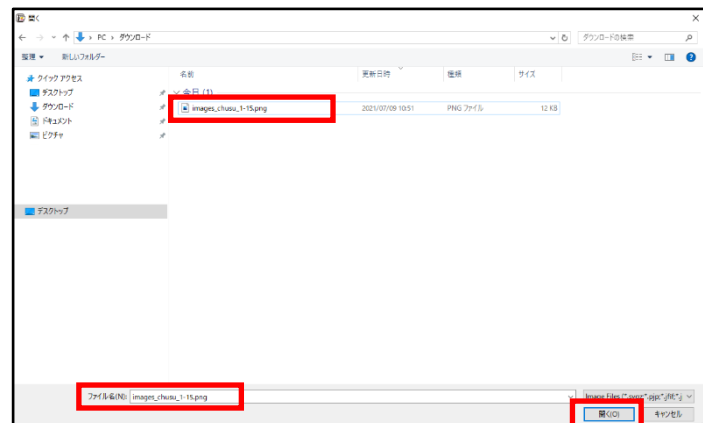 開く
PC › ダウンロード
ダウンロードの検索
整理 新しいフォルダー
名前 更新日時 種類 サイズ
クイック アクセス
デスクトップ
ダウンロード
ドキュメント
ピクチャ
デスクトップ
今日 (1)
images_chusu_1-15.png 2021/07/09 10:51 PNG ファイル 12 KB
ファイル名(N): images_chusu_1-15.png
Image Files
開く(O) キャンセル